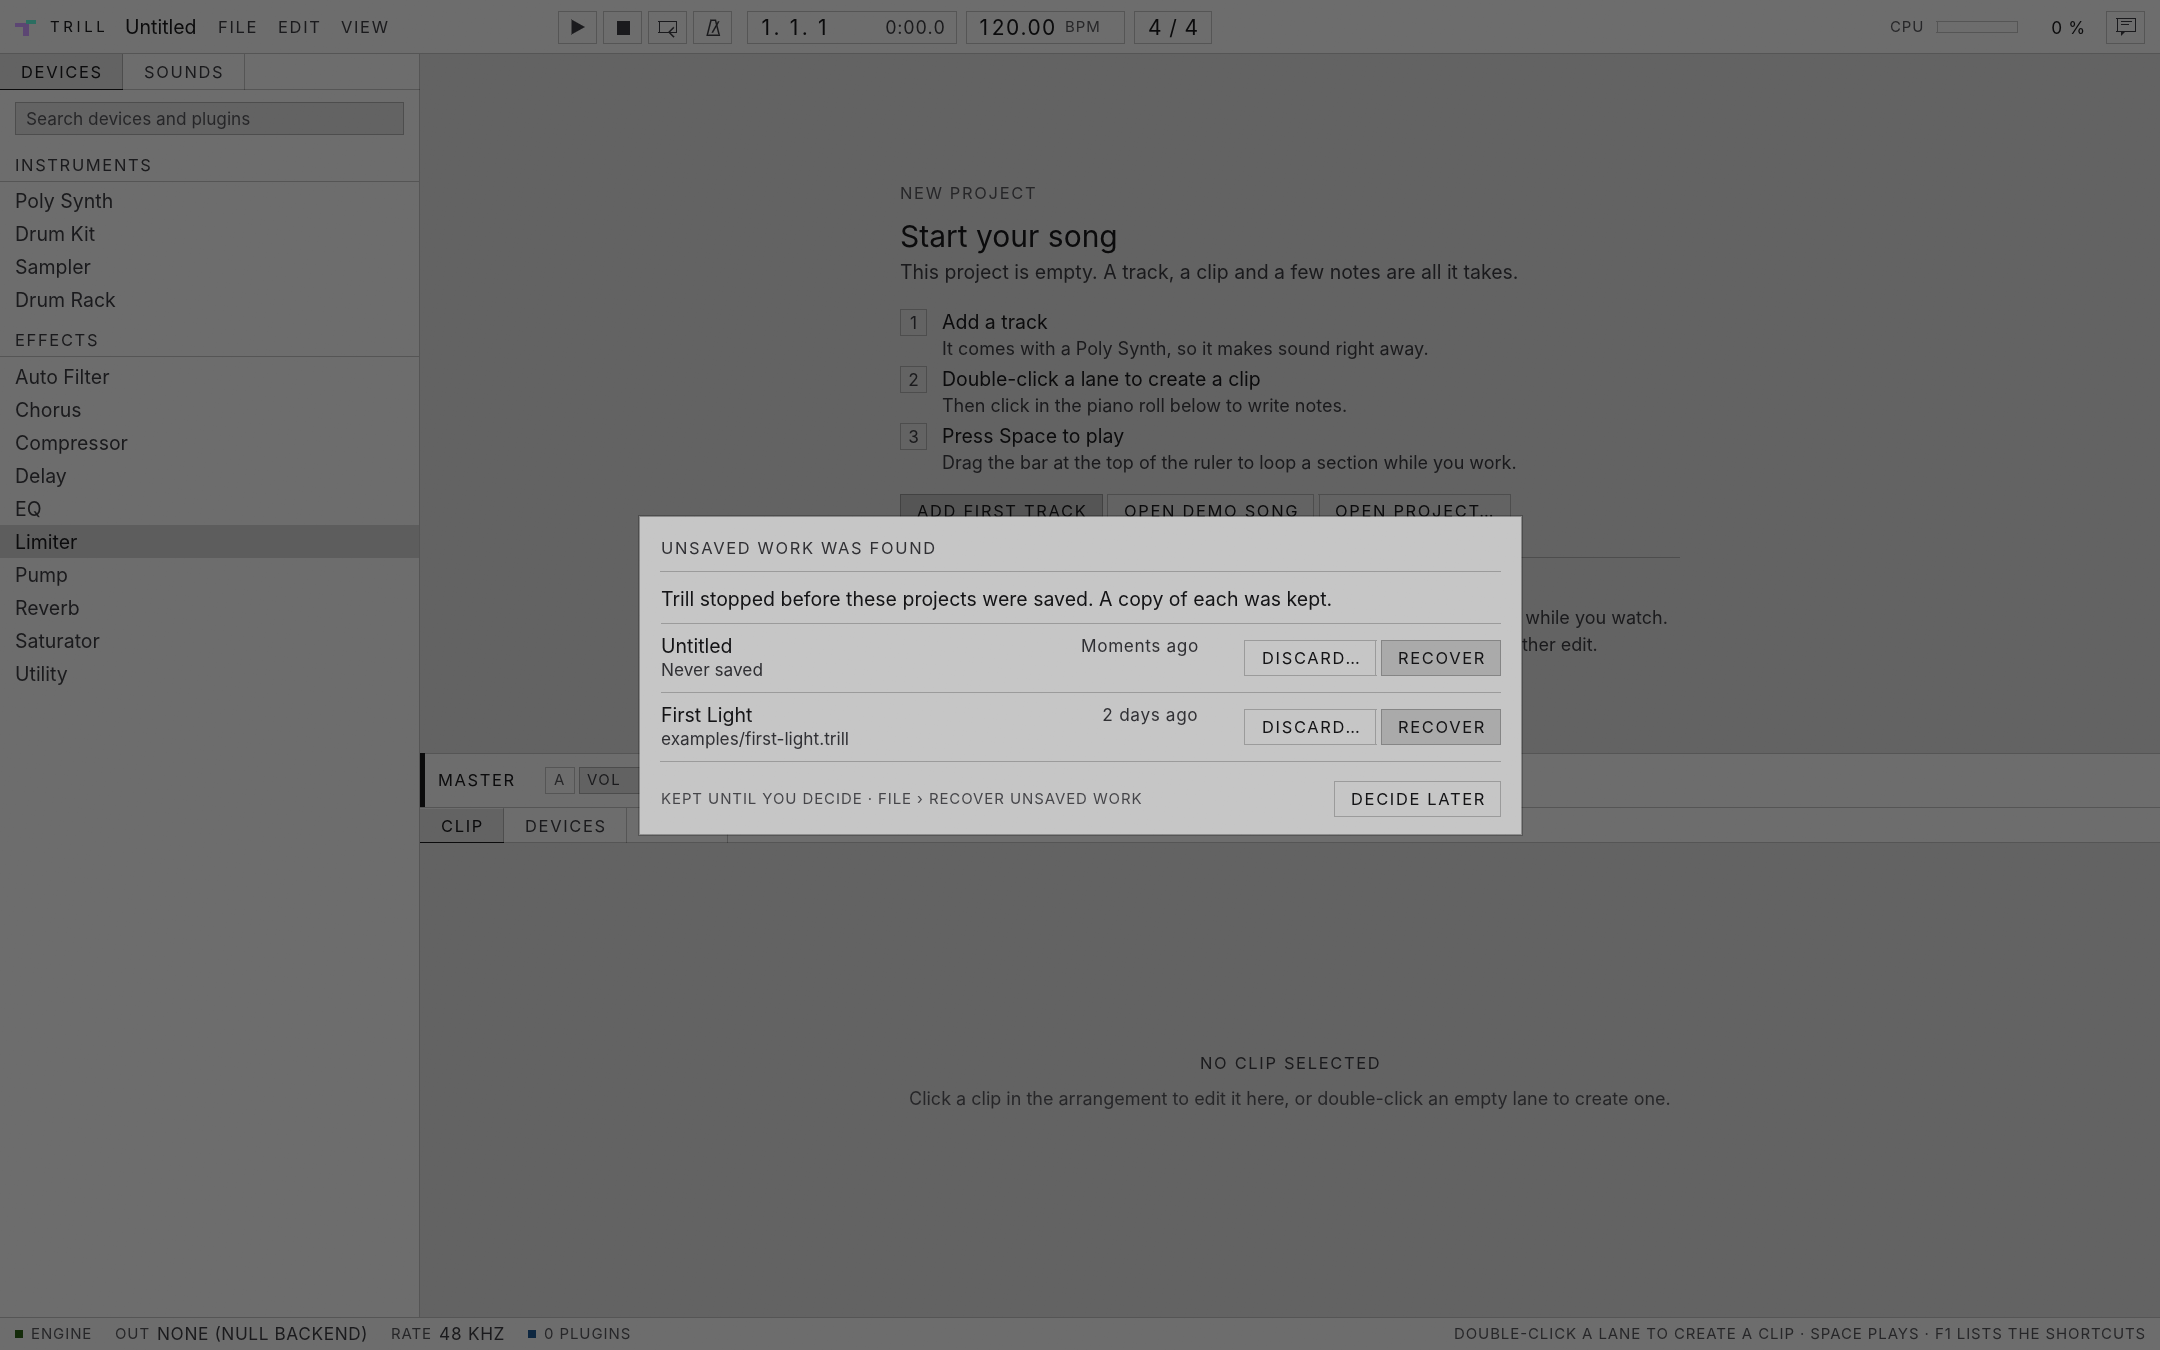 TRILL Untitled FILE EDIT VIEW 1. 1. 1 0:00.0 120.00 BPM 4 / 4 CPU 0 %
DEVICES SOUNDS
Search devices and plugins
INSTRUMENTS
Poly Synth
Drum Kit
Sampler
Drum Rack
EFFECTS
Auto Filter
Chorus
Compressor
Delay
EQ
Limiter
Pump
Reverb
Saturator
Utility
NEW PROJECT
Start your song
This project is empty. A track, a clip and a few notes are all it takes.
1 Add a track
It comes with a Poly Synth, so it makes sound right away.
2 Double-click a lane to create a clip
Then click in the piano roll below to write notes.
3 Press Space to play
Drag the bar at the top of the ruler to loop a section while you work.
ADD FIRST TRACK OPEN DEMO SONG OPEN PROJECT...
while you watch.
ther edit.
UNSAVED WORK WAS FOUND
Trill stopped before these projects were saved. A copy of each was kept.
Untitled Moments ago DISCARD... RECOVER
Never saved
First Light 2 days ago DISCARD... RECOVER
examples/first-light.trill
KEPT UNTIL YOU DECIDE · FILE › RECOVER UNSAVED WORK DECIDE LATER
MASTER A VOL
CLIP DEVICES
NO CLIP SELECTED
Click a clip in the arrangement to edit it here, or double-click an empty lane to create one.
ENGINE OUT NONE (NULL BACKEND) RATE 48 KHZ 0 PLUGINS DOUBLE-CLICK A LANE TO CREATE A CLIP · SPACE PLAYS · F1 LISTS THE SHORTCUTS